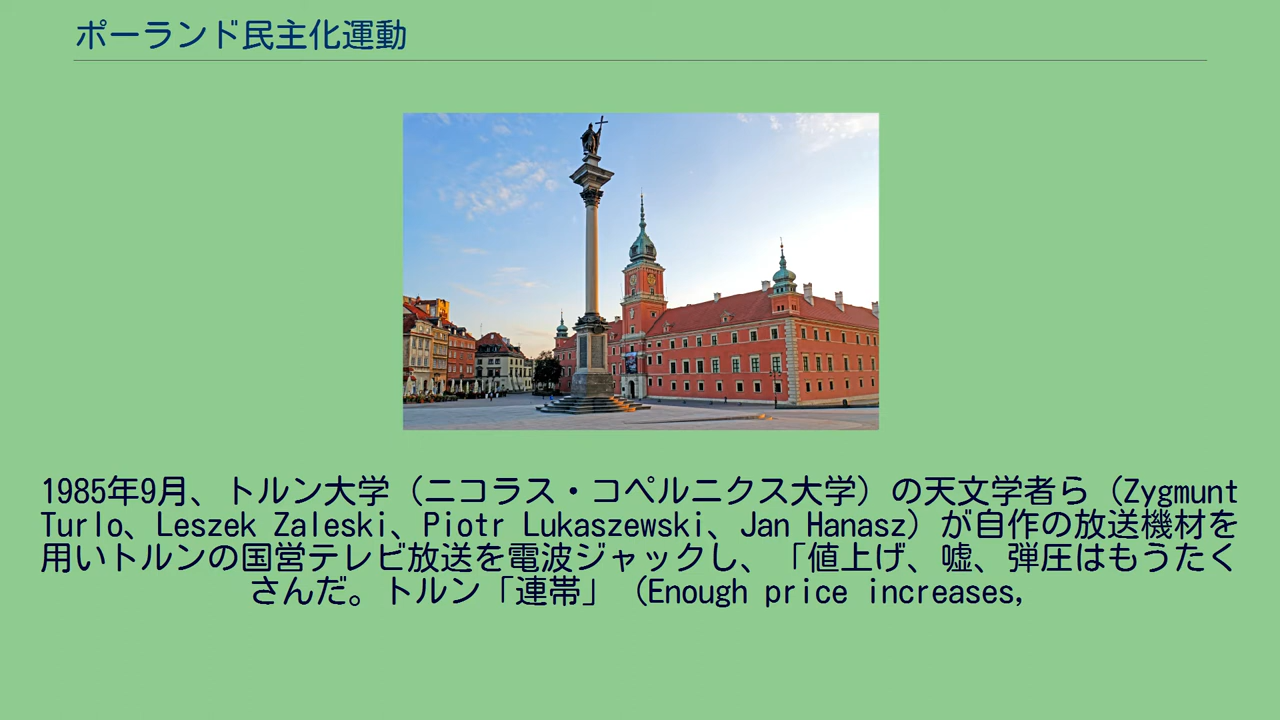 ポーランド民主化運動
1985年9月、トルン大学（ニコラス・コペルニクス大学）の天文学者ら（Zygmunt
Turlo、Leszek Zaleski、Piotr Lukaszewski、Jan Hanasz）が自作の放送機材を
用いトルンの国営テレビ放送を電波ジャックし、「値上げ、嘘、弾圧はもうたく
さんだ。トルン「連帯」（Enough price increases,